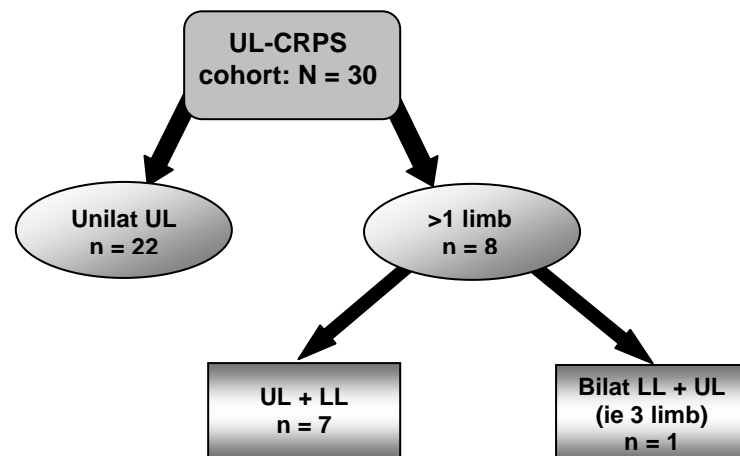 UL-CRPS
cohort: N = 30
Unilat UL
n = 22
>1 limb
n = 8
UL + LL
n = 7
Bilat LL + UL
(ie 3 limb)
n = 1